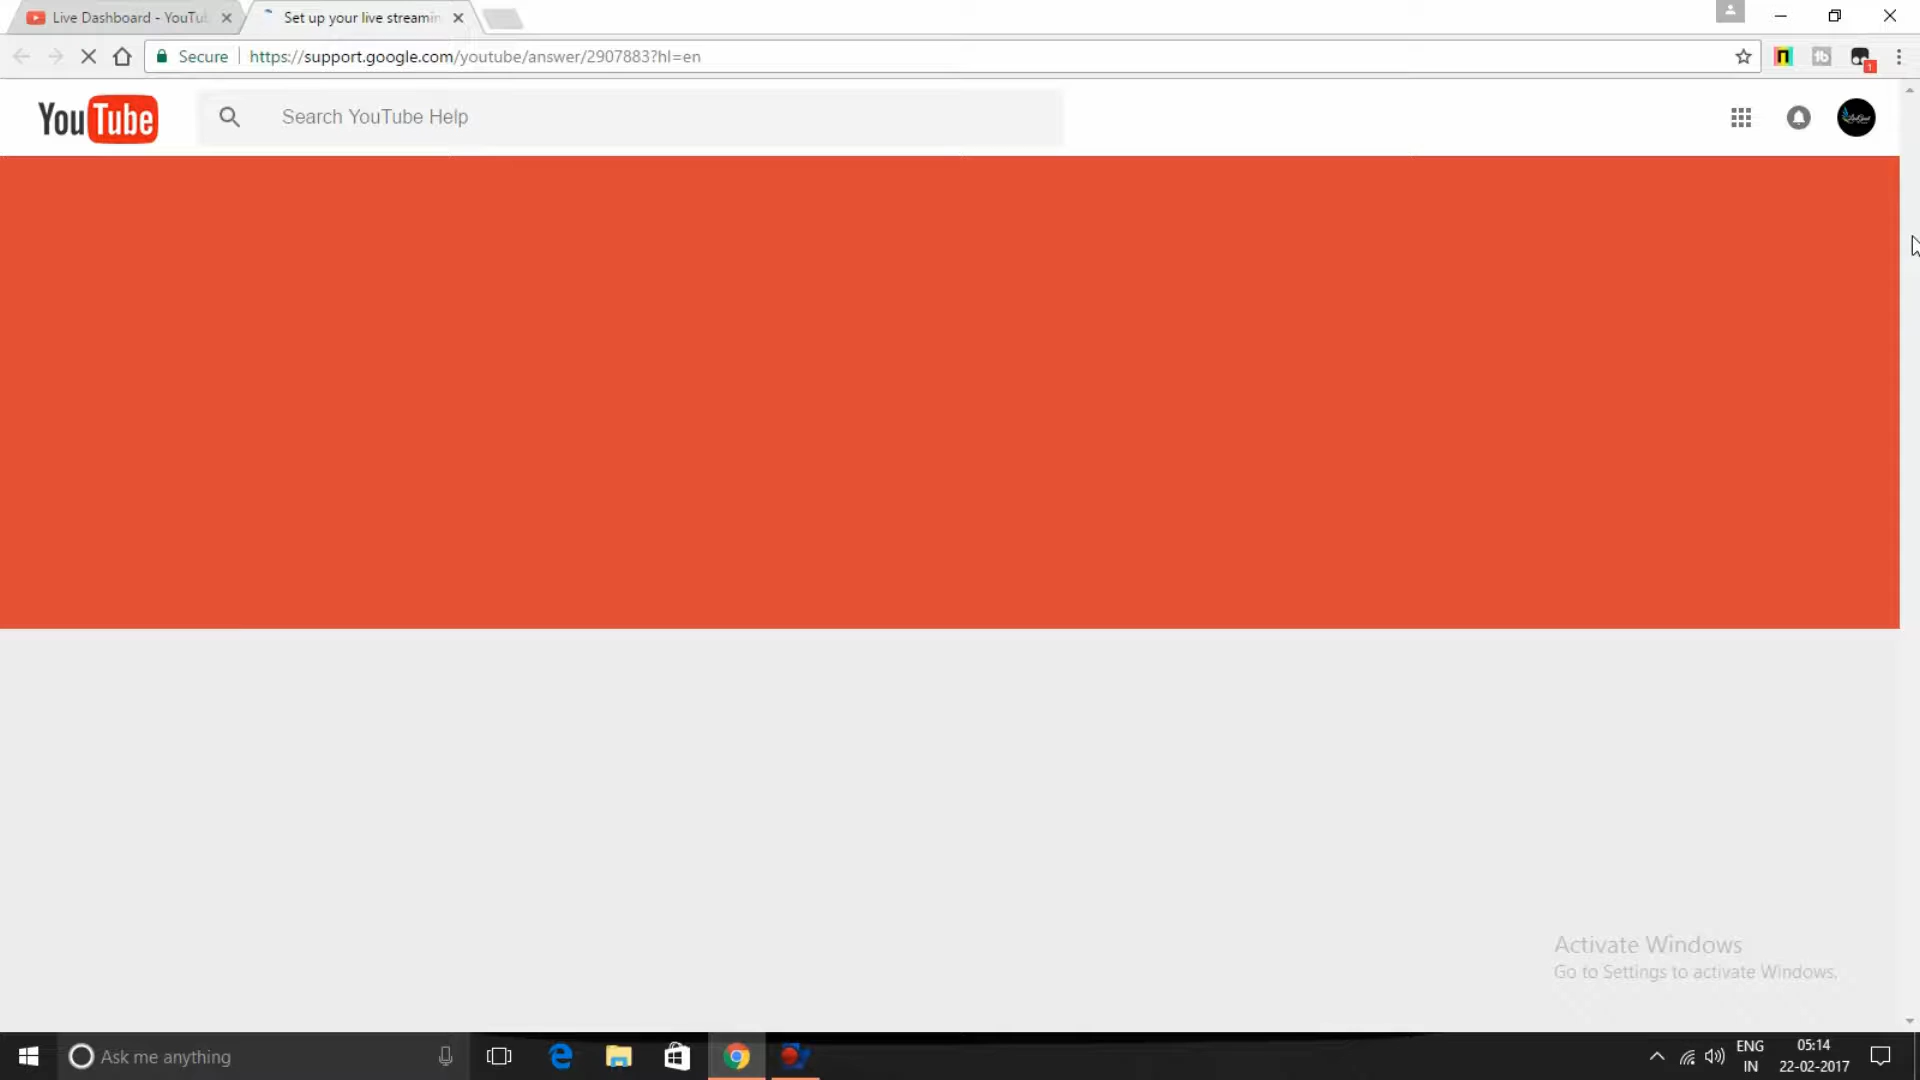 Live Dashboard - YouTu
Set up your live streamin
Secure
https://support.google.com/youtube/answer/2907883?hl=en
1
YouTube
Search YouTube Help
Activate Windows
Go to Settings to activate Windows.
Ask me anything
ENG
IN
05:14
22-02-2017